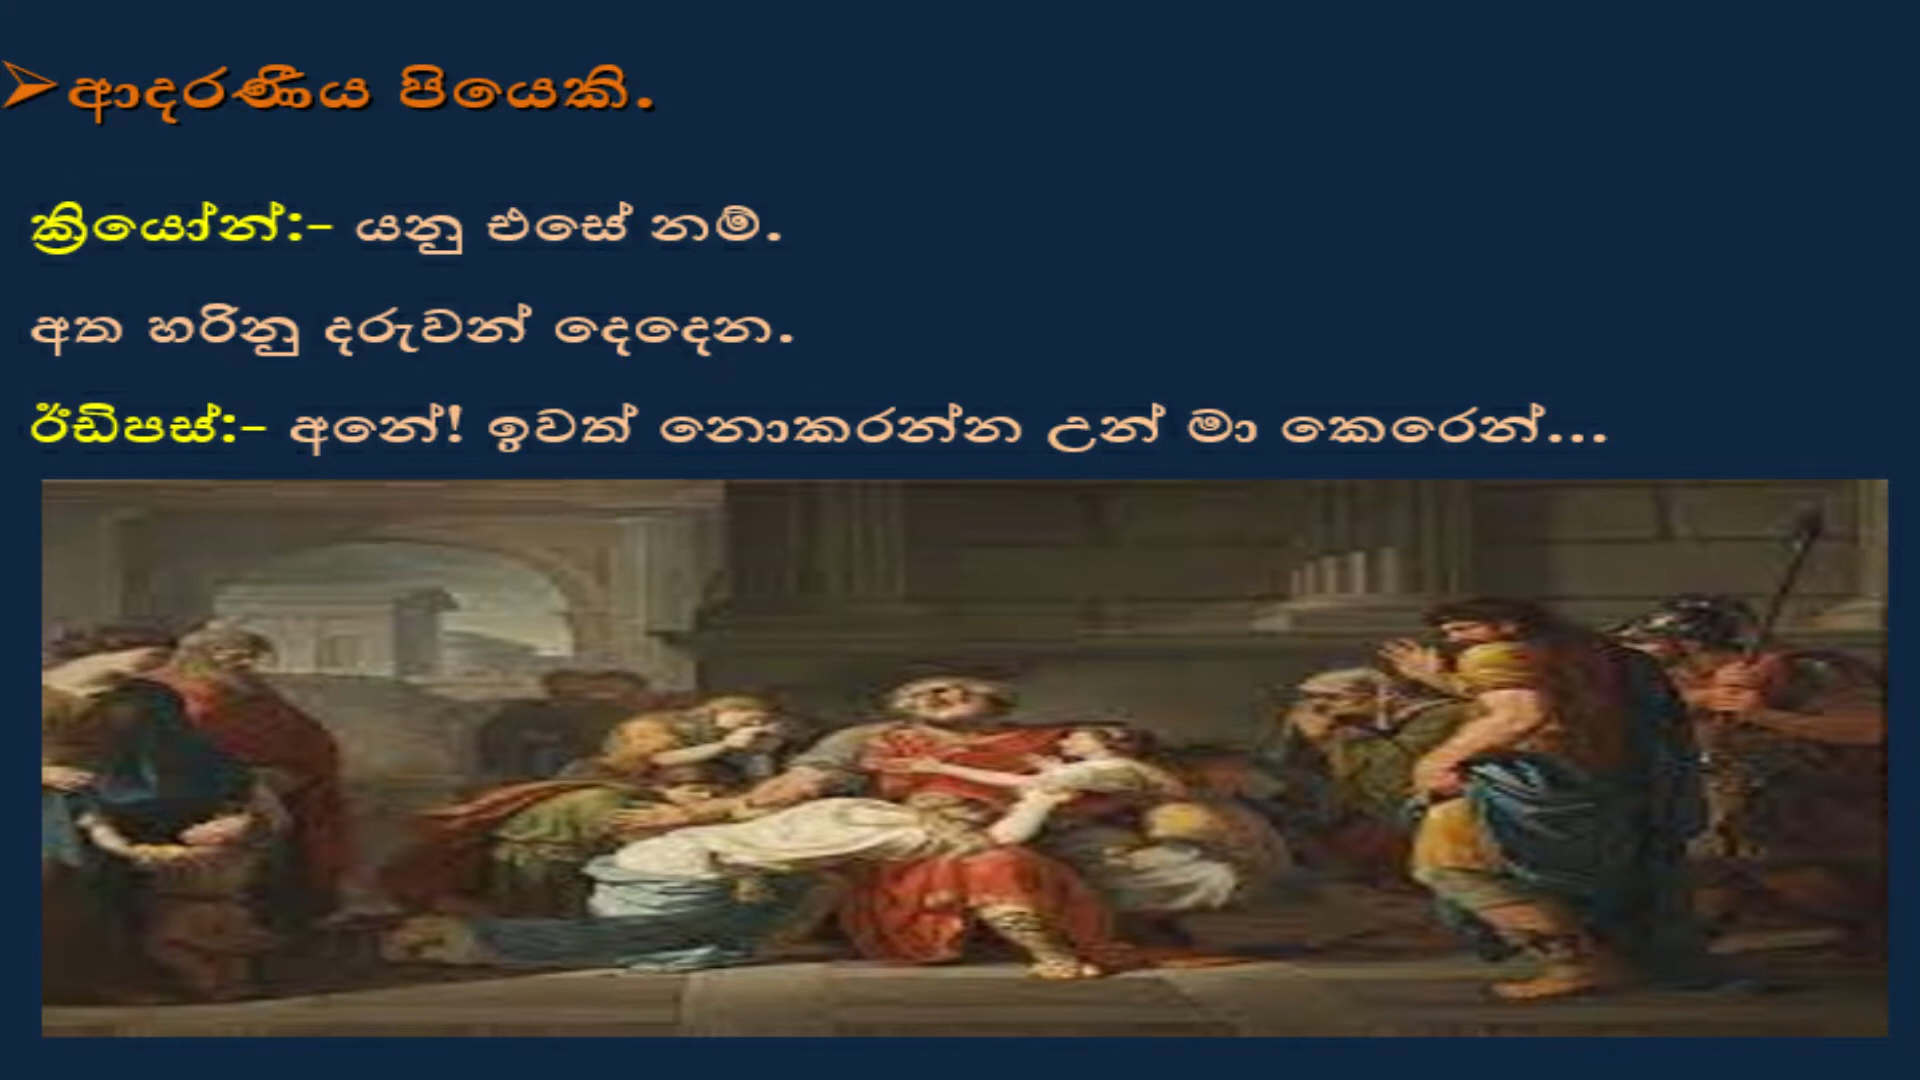 ආදරණීය පියෙකි.
ක්‍රියෝන්:- යනු එසේ නම්.
අත හරිනු දරුවන් දෙදෙන.
ඊඩිපස්:- අනේ! ඉවත් නොකරන්න උන් මා කෙරෙන්...